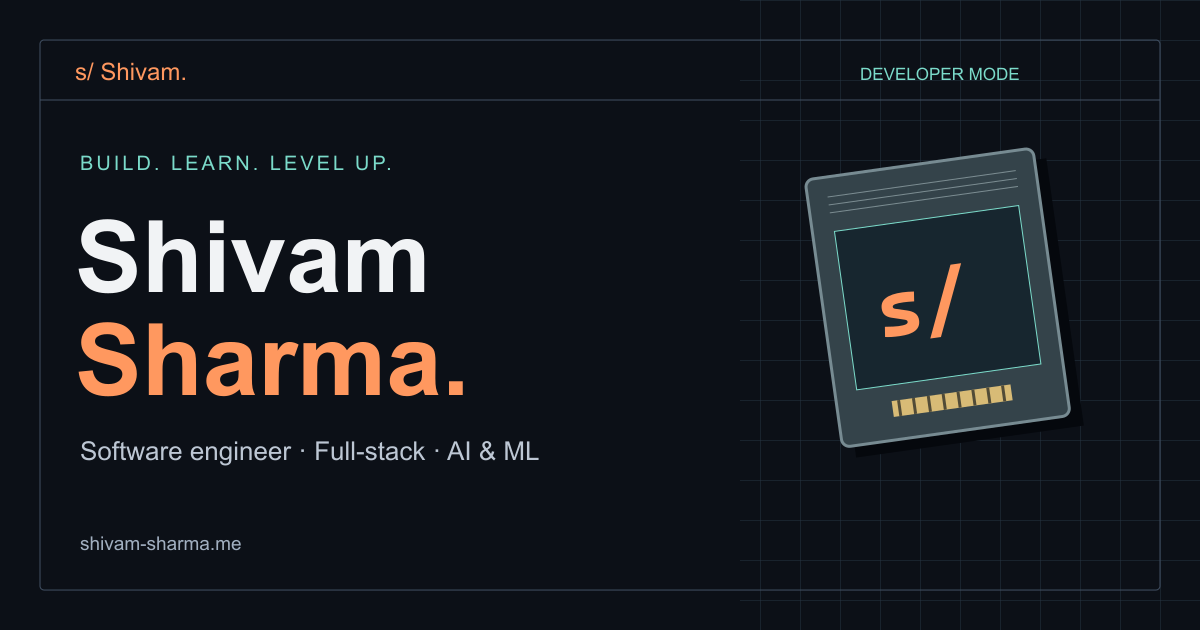 s/ Shivam.
DEVELOPER MODE
BUILD. LEARN. LEVEL UP.
Shivam
Sharma.
s/
Software engineer · Full-stack · AI & ML
shivam-sharma.me